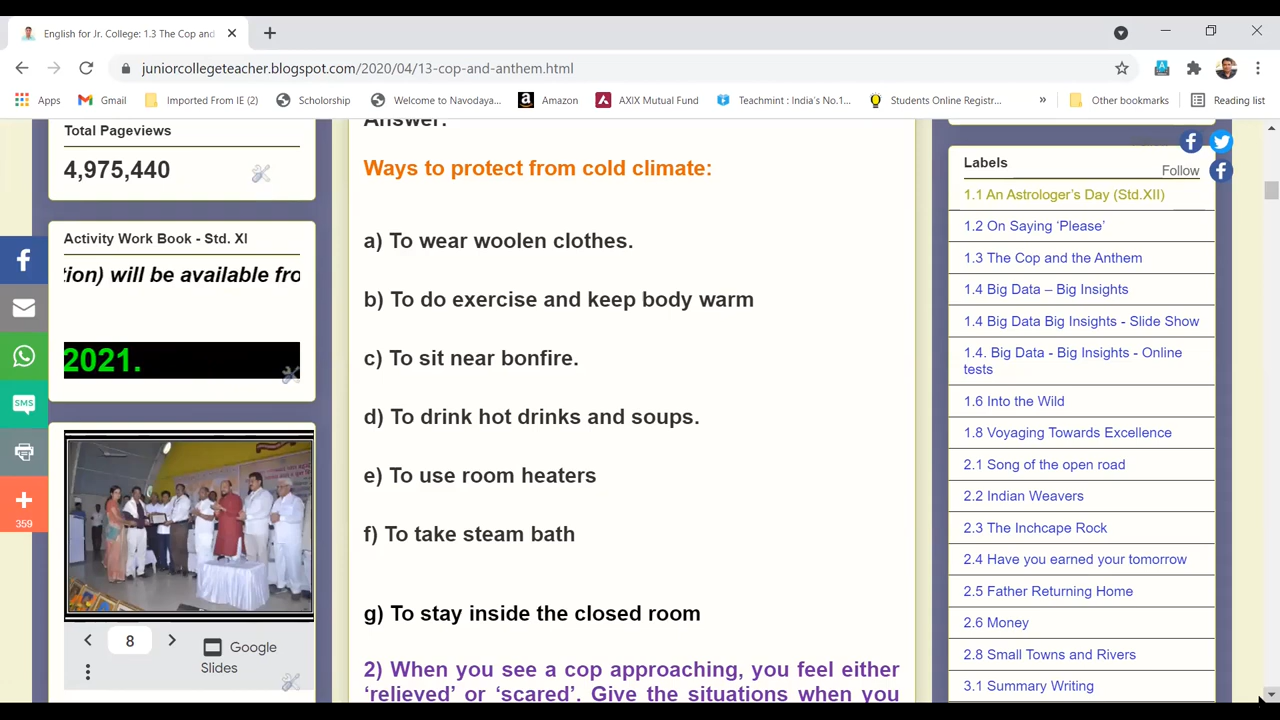 English for Jr. College: 1.3 The Cop and
juniorcollegeteacher.blogspot.com/2020/04/13-cop-and-anthem.html
Apps
Gmail
Imported From IE (2)
Scholorship
Welcome to Navodaya...
Amazon
AXIX Mutual Fund
Teachmint : India's No.1...
Students Online Registr...
»
Other bookmarks
Reading list
Total Pageviews
4,975,440
Activity Work Book - Std. XI
tion) will be available fro
2021.
SMS
359
8
Google
Slides
Answer:
Ways to protect from cold climate:
a) To wear woolen clothes.
b) To do exercise and keep body warm
c) To sit near bonfire.
d) To drink hot drinks and soups.
e) To use room heaters
f) To take steam bath
g) To stay inside the closed room
2) When you see a cop approaching, you feel either
‘relieved’ or ‘scared’. Give the situations when you
Labels
Follow
1.1 An Astrologer’s Day (Std.XII)
1.2 On Saying ‘Please’
1.3 The Cop and the Anthem
1.4 Big Data – Big Insights
1.4 Big Data Big Insights - Slide Show
1.4. Big Data - Big Insights - Online
tests
1.6 Into the Wild
1.8 Voyaging Towards Excellence
2.1 Song of the open road
2.2 Indian Weavers
2.3 The Inchcape Rock
2.4 Have you earned your tomorrow
2.5 Father Returning Home
2.6 Money
2.8 Small Towns and Rivers
3.1 Summary Writing